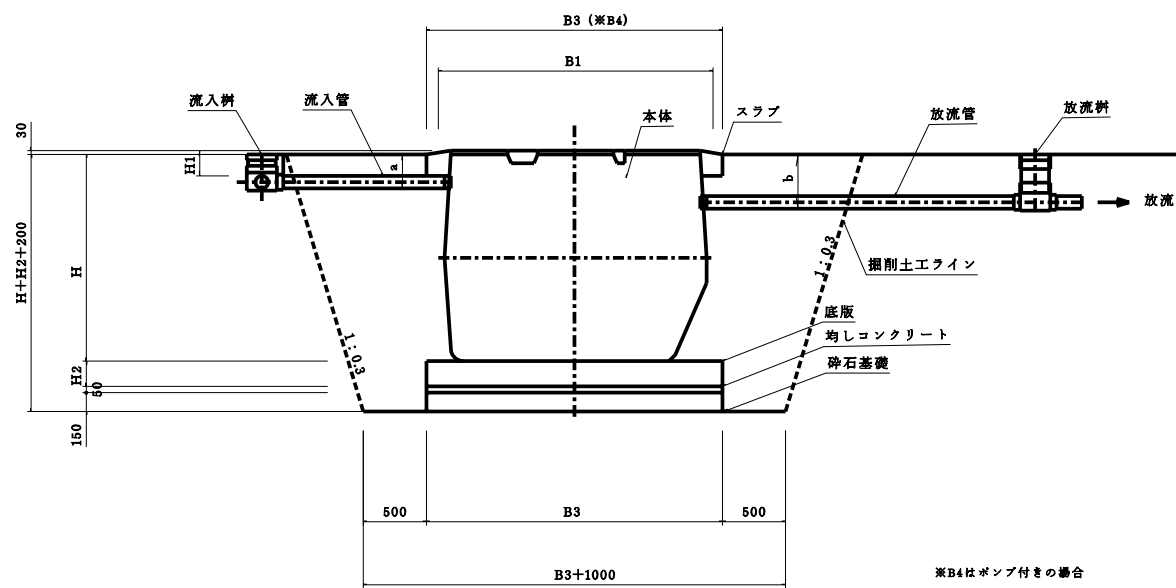 B3 (※B4)
B1
流入桝
流入管
本体
スラブ
放流管
放流桝
30
H1
a
b
放流
H+H2+200
H
1:0.3
1:0.3
掘削土工ライン
底版
均しコンクリート
砕石基礎
H2
50
150
500
B3
500
B3+1000
※B4はポンプ付きの場合